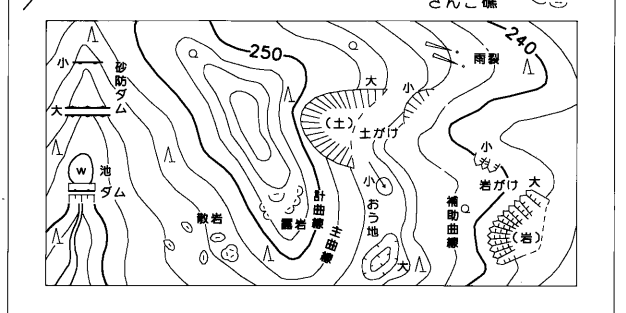 さんご礁
小
砂防ダム
大
W
池
ダム
散岩
露岩
250
計曲線
主曲線
大
(土)
土がけ
小
小
おう地
大
雨裂
240
補助曲線
小
岩がけ
大
(岩)